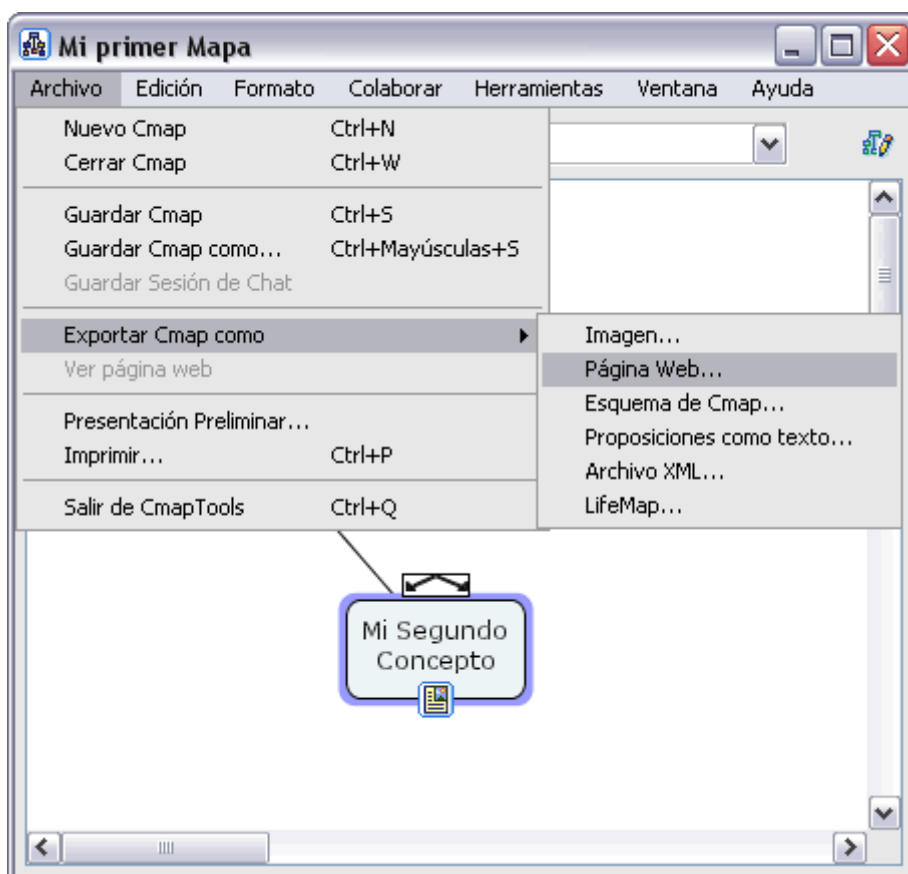 Mi primer Mapa
Archivo Edición Formato Colaborar Herramientas Ventana Ayuda
Nuevo Cmap Ctrl+N
Cerrar Cmap Ctrl+W
Guardar Cmap Ctrl+S
Guardar Cmap como... Ctrl+Mayúsculas+S
Guardar Sesión de Chat
Exportar Cmap como
Ver página web
Presentación Preliminar...
Imprimir... Ctrl+P
Salir de CmapTools Ctrl+Q
Imagen...
Página Web...
Esquema de Cmap...
Proposiciones como texto...
Archivo XML...
LifeMap...
Mi Segundo
Concepto